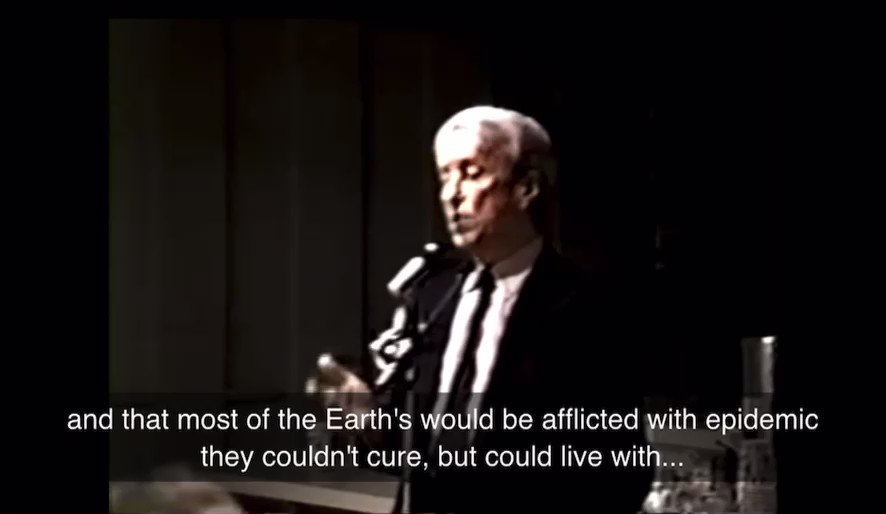 and that most of the Earth's would be afflicted with epidemic
they couldn't cure, but could live with...